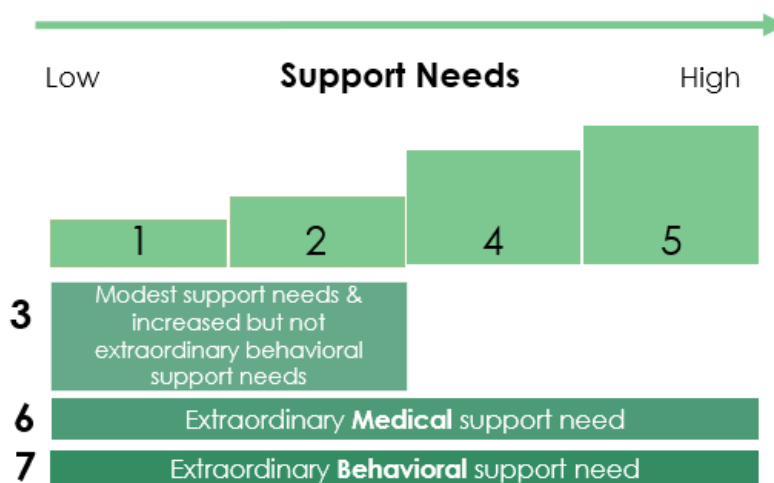 Low Support Needs High
1 2 4 5
3 Modest support needs &
increased but not
extraordinary behavioral
support needs
6 Extraordinary Medical support need
7 Extraordinary Behavioral support need